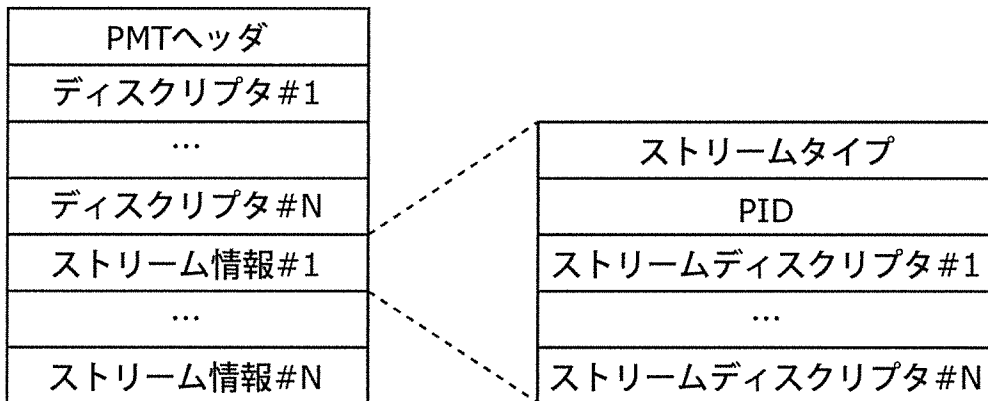 PMTヘッダ
ディスクリプタ#1
…
ディスクリプタ#N
ストリーム情報#1
…
ストリーム情報#N
ストリームタイプ
PID
ストリームディスクリプタ#1
…
ストリームディスクリプタ#N